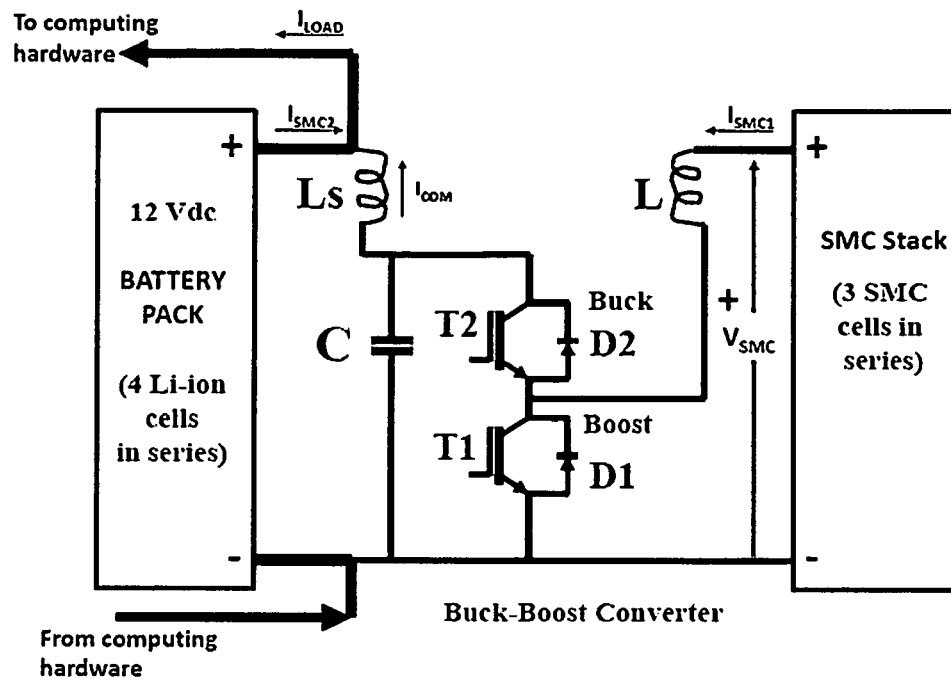 To computing
hardware
I_LOAD
I_SMC2
I_SMC1
+
+
12 Vdc
BATTERY
PACK
(4 Li-ion
cells
in series)
-
Ls
I_COM
L
C
T2
Buck
D2
T1
Boost
D1
+
V_SMC
SMC Stack
(3 SMC
cells in
series)
-
Buck-Boost Converter
From computing
hardware